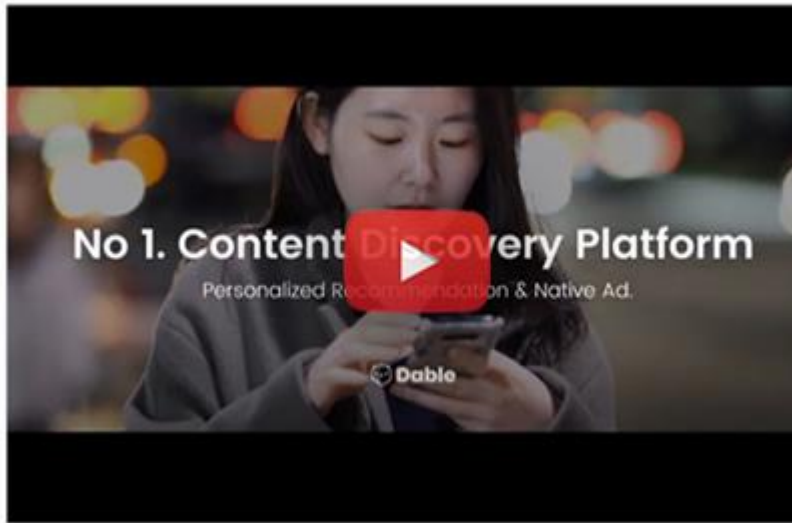 No 1. Content Discovery Platform
Personalized Recommendation & Native Ad.
Dable